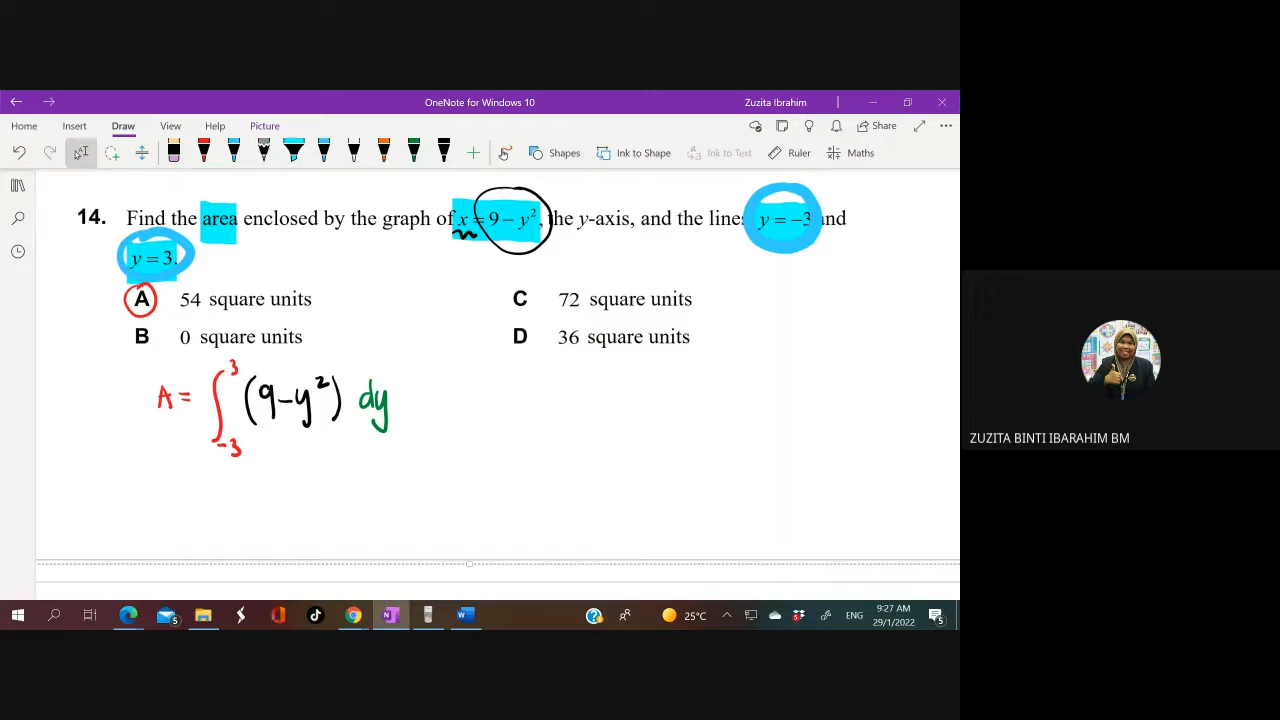 OneNote for Windows 10
Zuzita Ibrahim
Home Insert Draw View Help Picture
Share
Shapes Ink to Shape Ink to Text Ruler Maths
14. Find the area enclosed by the graph of x = 9 − y², the y-axis, and the lines y = −3 and
y = 3.
A 54 square units
C 72 square units
B 0 square units
D 36 square units
A = ∫₋₃³ (9−y²) dy
ZUZITA BINTI IBARAHIM BM
5
W
25°C
5
ENG
9:27 AM
29/1/2022
5